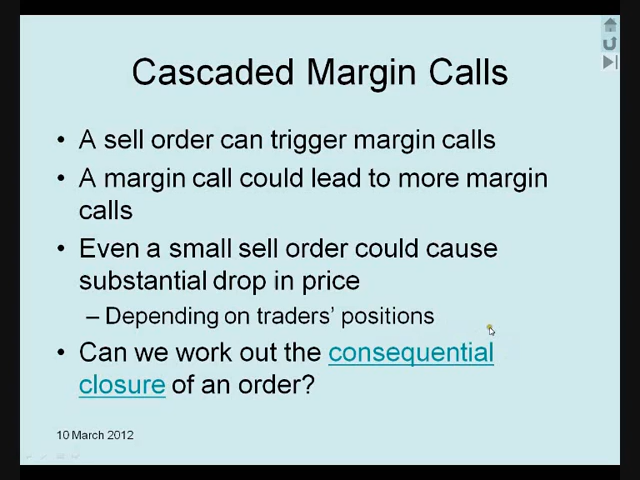 Cascaded Margin Calls
• A sell order can trigger margin calls
• A margin call could lead to more margin
calls
• Even a small sell order could cause
substantial drop in price
– Depending on traders' positions
• Can we work out the consequential
closure of an order?
10 March 2012